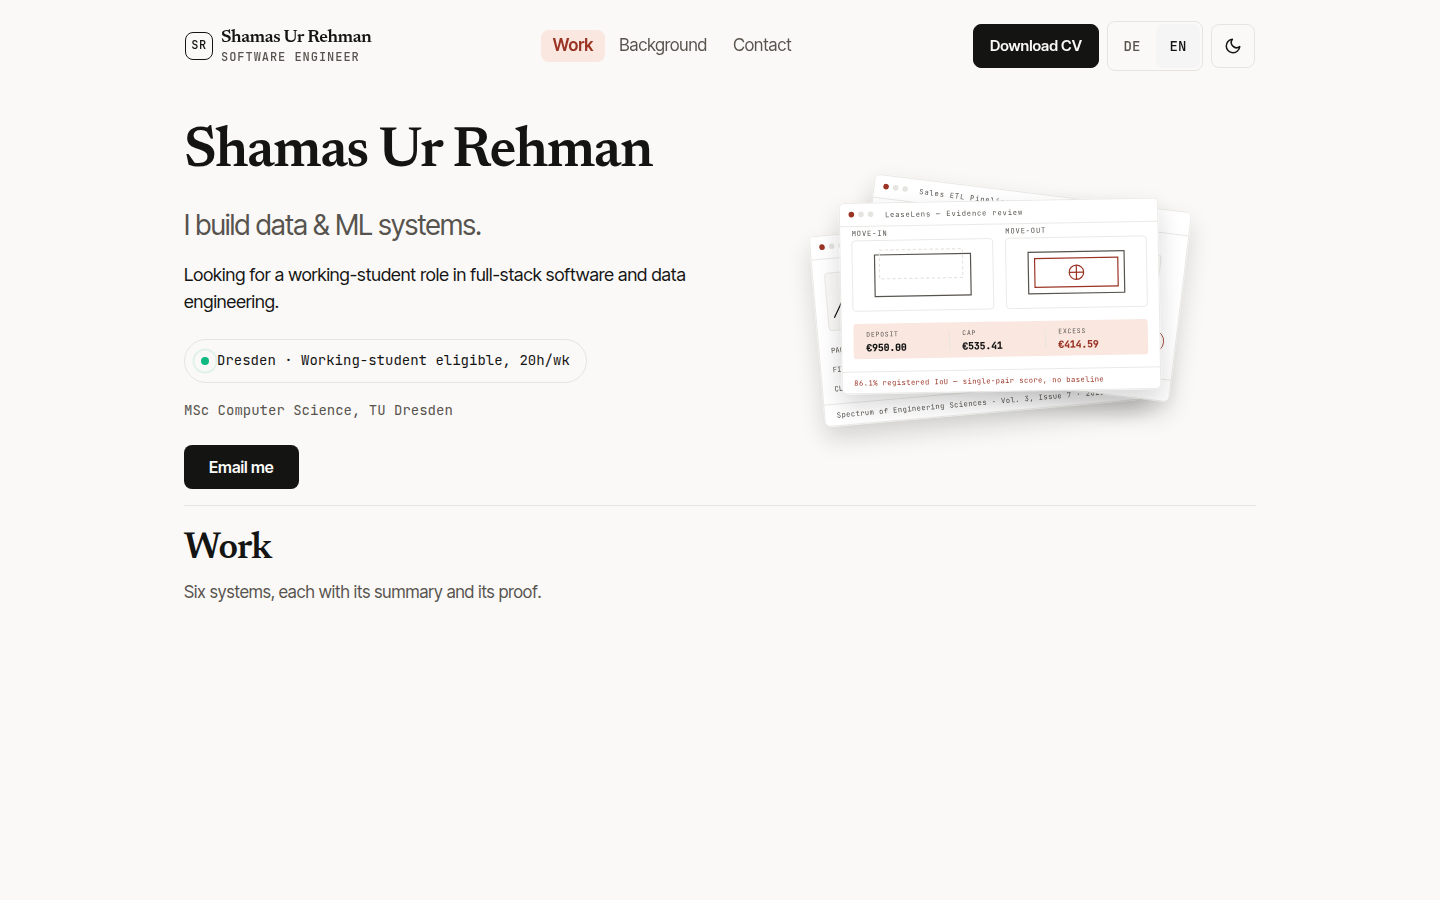 SR
Shamas Ur Rehman
SOFTWARE ENGINEER
Work
Background
Contact
Download CV
DE
EN
Shamas Ur Rehman
I build data & ML systems.
Looking for a working-student role in full-stack software and data
engineering.
Dresden · Working-student eligible, 20h/wk
MSc Computer Science, TU Dresden
Email me
Sales ETL
LeaseLens — Evidence review
MOVE-IN
MOVE-OUT
DEPOSIT
€950.00
CAP
€535.41
EXCESS
€414.59
86.1% registered IoU — single-pair score, no baseline
Spectrum of Engineering Sciences · Vol. 3, Issue 7 ·
Work
Six systems, each with its summary and its proof.